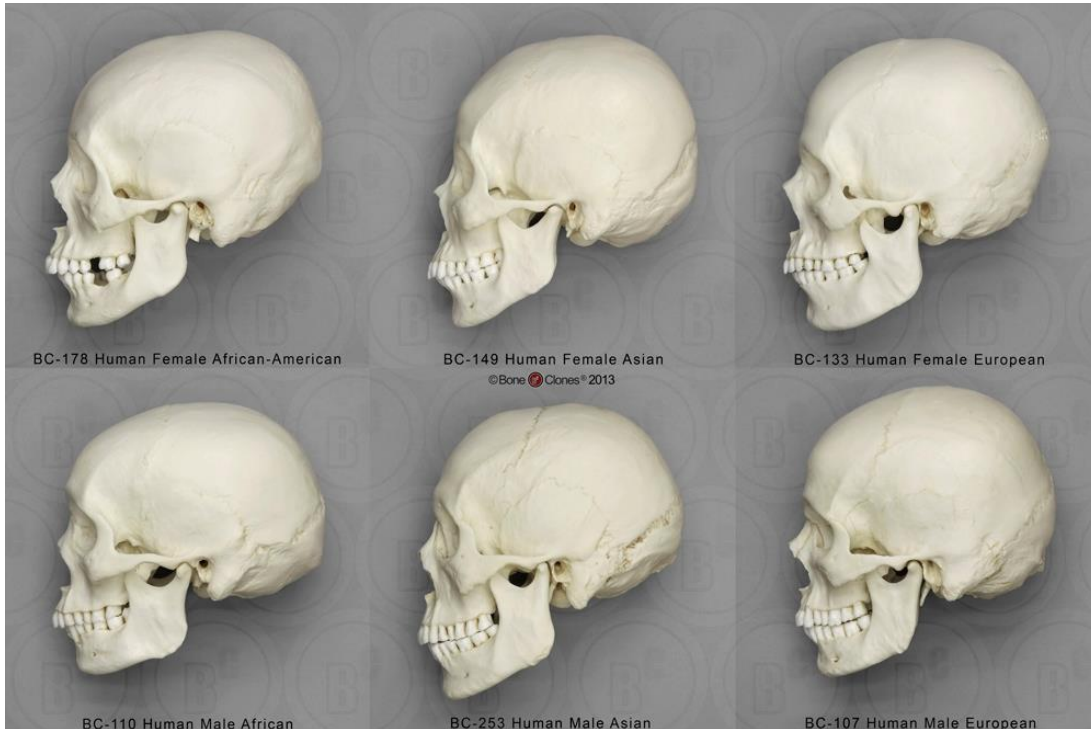 BC-178 Human Female African-American
BC-149 Human Female Asian
BC-133 Human Female European
©Bone Clones® 2013
BC-110 Human Male African
BC-253 Human Male Asian
BC-107 Human Male European